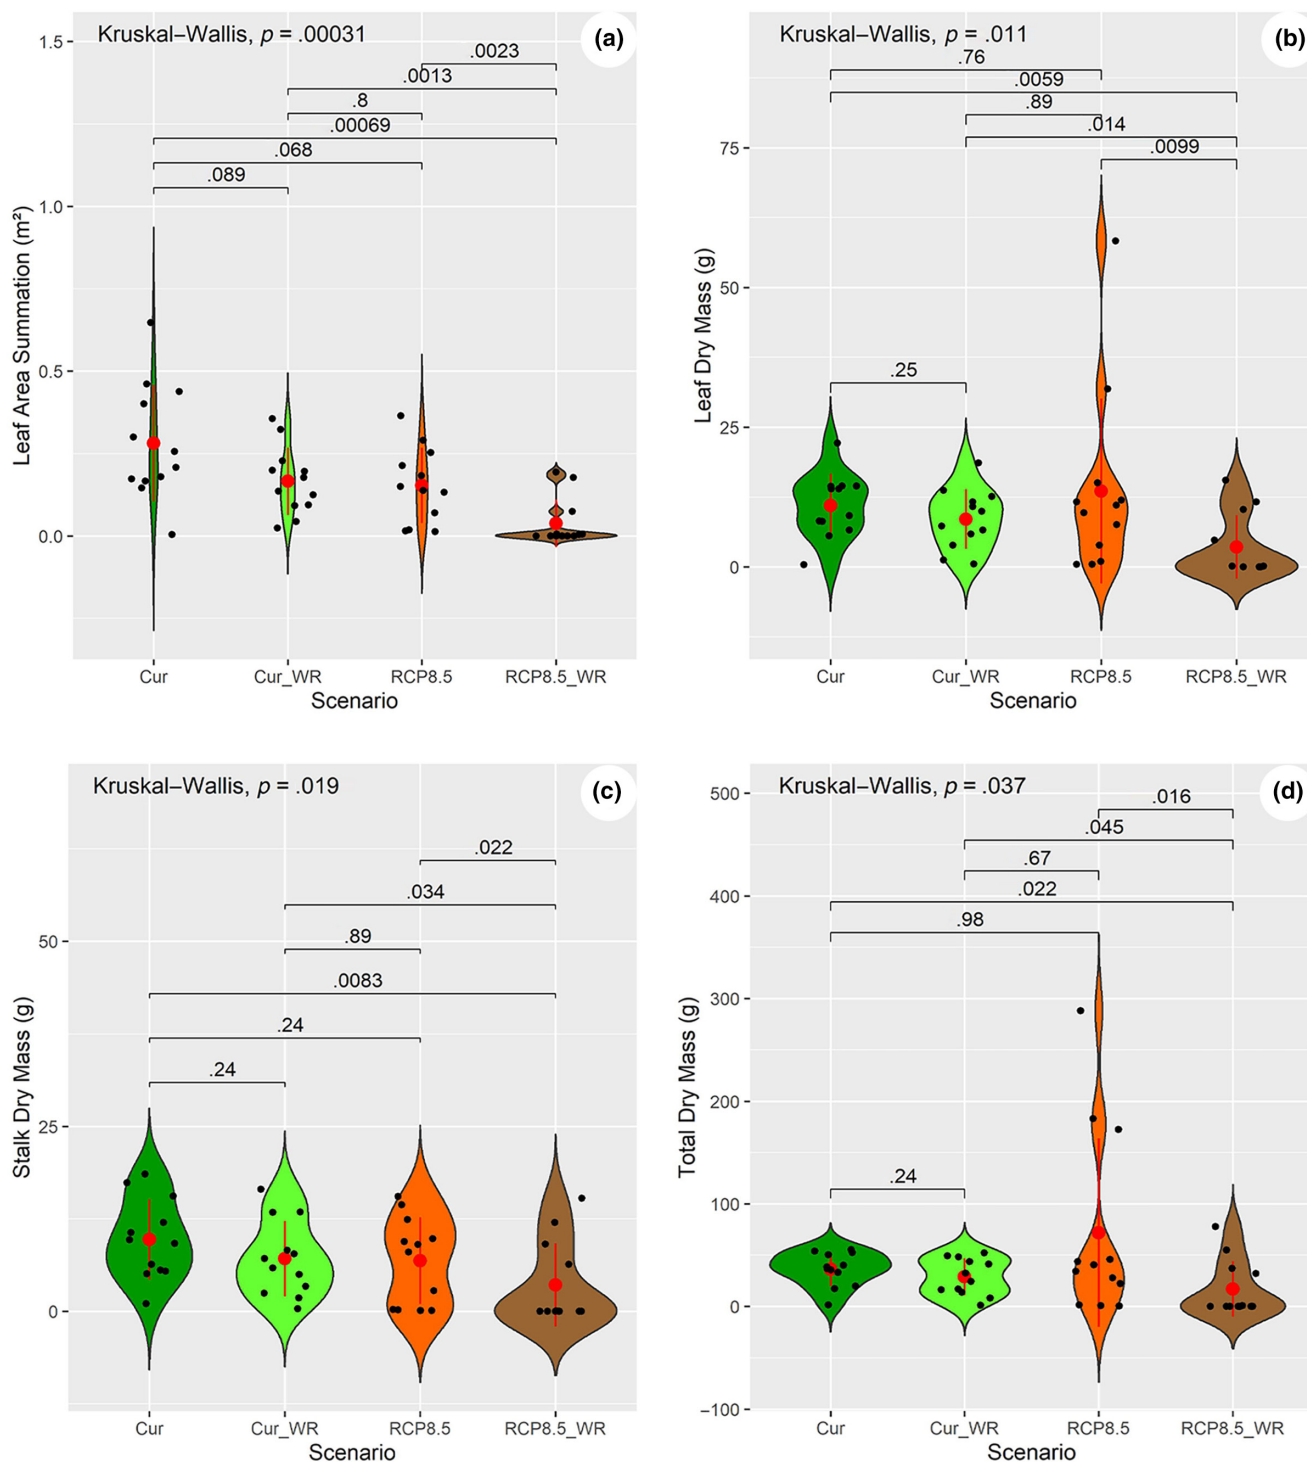 Kruskal–Wallis, p = .00031
(a)
.0023
.0013
.8
.00069
.068
.089
1.5
1.0
0.5
0.0
Leaf Area Summation (m²)
Cur
Cur_WR
RCP8.5
RCP8.5_WR
Scenario
Kruskal–Wallis, p = .011
(b)
.76
.0059
.89
.014
.0099
.25
75
50
25
0
Leaf Dry Mass (g)
Cur
Cur_WR
RCP8.5
RCP8.5_WR
Scenario
Kruskal–Wallis, p = .019
(c)
.022
.034
.89
.0083
.24
.24
50
25
0
Stalk Dry Mass (g)
Cur
Cur_WR
RCP8.5
RCP8.5_WR
Scenario
Kruskal–Wallis, p = .037
(d)
.016
.045
.67
.022
.98
.24
500
400
300
200
100
0
−100
Total Dry Mass (g)
Cur
Cur_WR
RCP8.5
RCP8.5_WR
Scenario